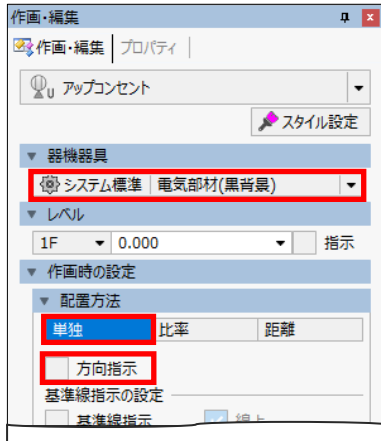 作画・編集
作画・編集 プロパティ
アップコンセント
スタイル設定
器機器具
システム標準 電気部材(黒背景)
レベル
1F 0.000 指示
作画時の設定
配置方法
単独 比率 距離
方向指示
基準線指示の設定
基準線指示 線上